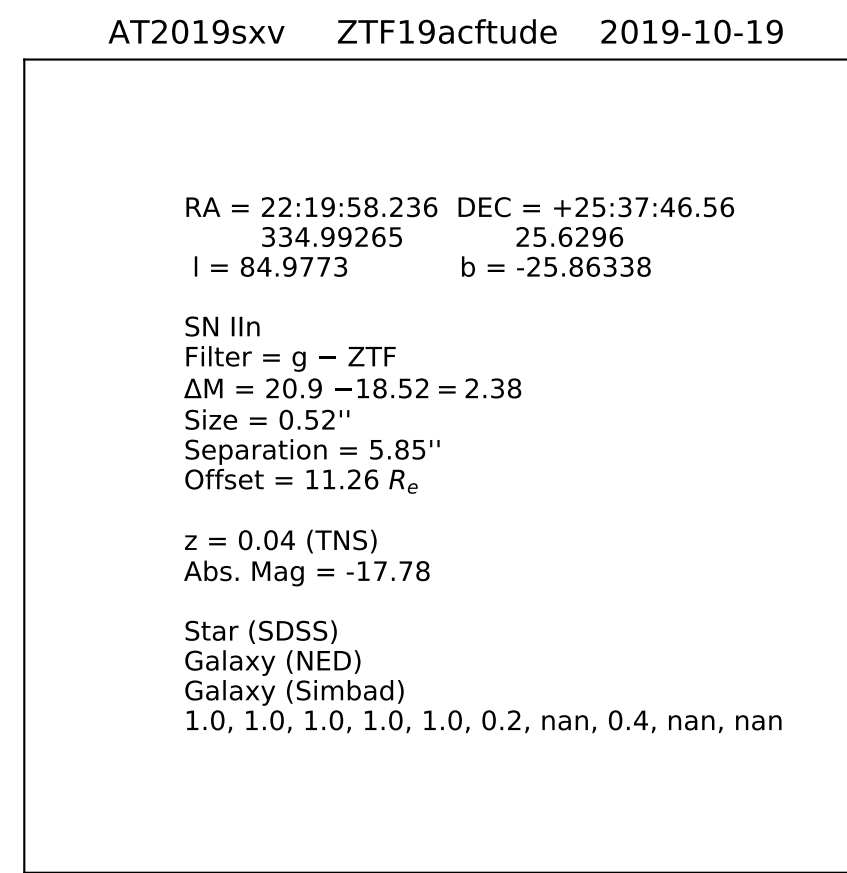 AT2019sxv ZTF19acftude 2019-10-19
RA = 22:19:58.236 DEC = +25:37:46.56
334.99265 25.6296
l = 84.9773 b = -25.86338
SN IIn
Filter = g − ZTF
ΔM = 20.9 −18.52 = 2.38
Size = 0.52''
Separation = 5.85''
Offset = 11.26 Rₑ
z = 0.04 (TNS)
Abs. Mag = -17.78
Star (SDSS)
Galaxy (NED)
Galaxy (Simbad)
1.0, 1.0, 1.0, 1.0, 1.0, 0.2, nan, 0.4, nan, nan